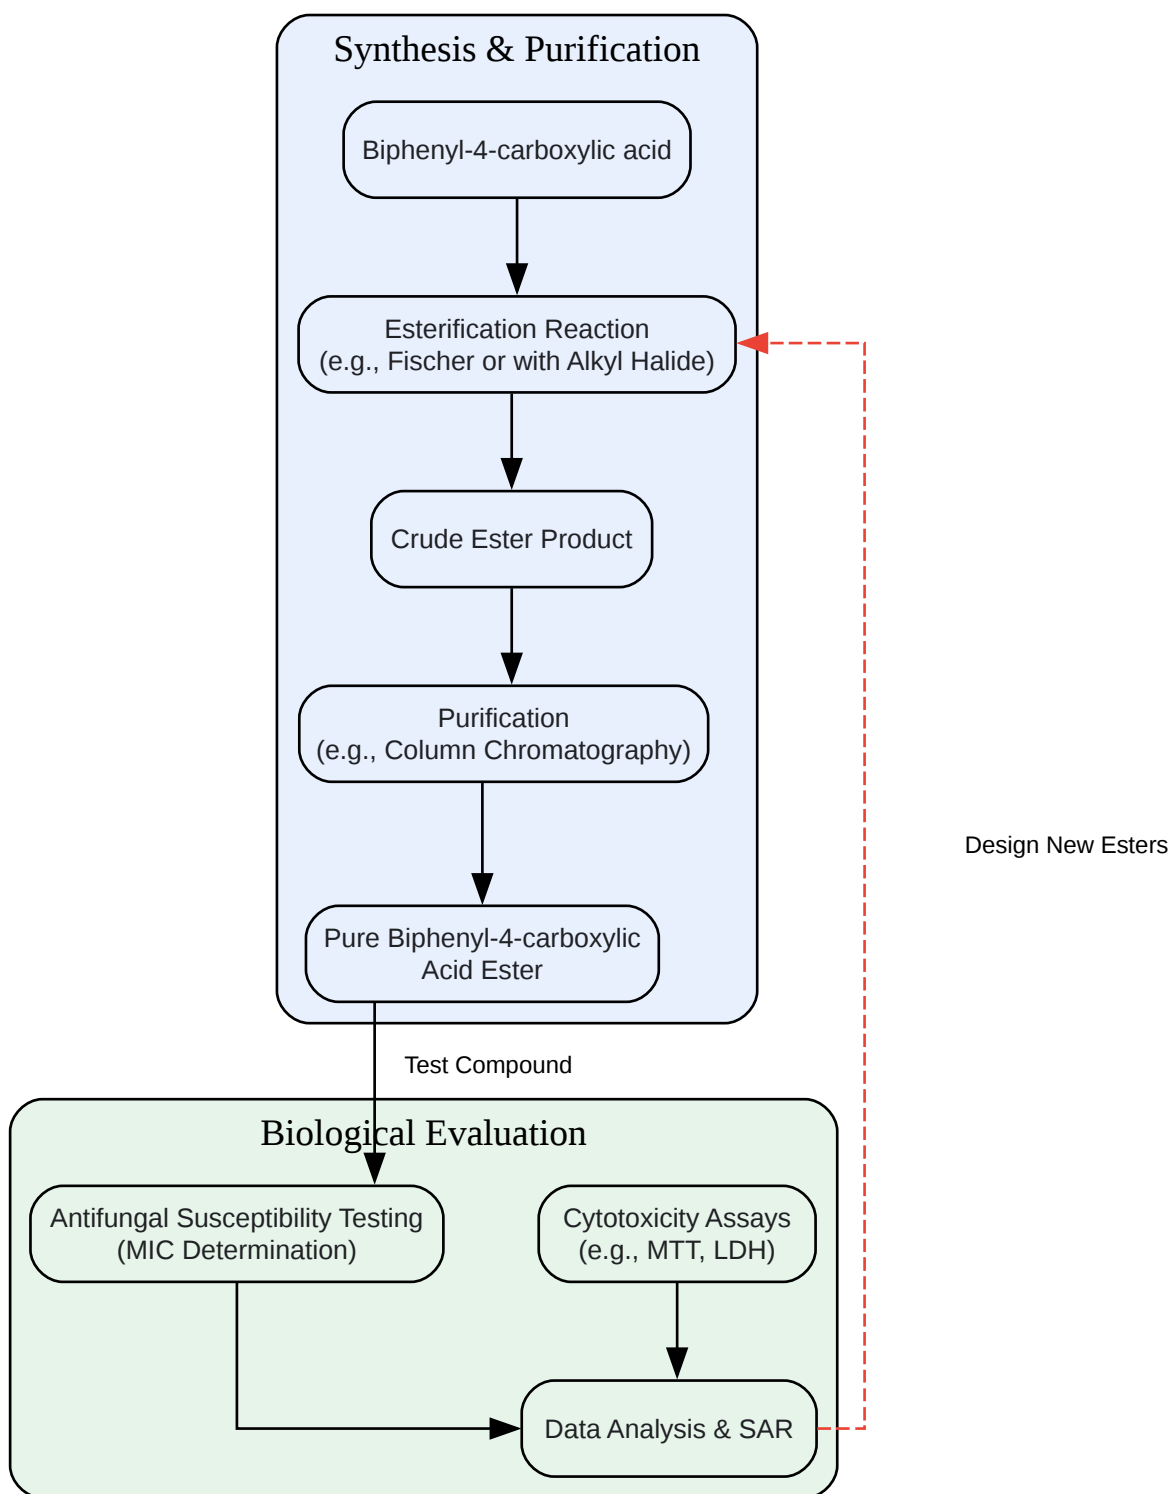 Synthesis & Purification
Biphenyl-4-carboxylic acid
Esterification Reaction
(e.g., Fischer or with Alkyl Halide)
Crude Ester Product
Purification
(e.g., Column Chromatography)
Design New Esters
Pure Biphenyl-4-carboxylic
Acid Ester
Test Compound
Biological Evaluation
Antifungal Susceptibility Testing
(MIC Determination)
Cytotoxicity Assays
(e.g., MTT, LDH)
Data Analysis & SAR